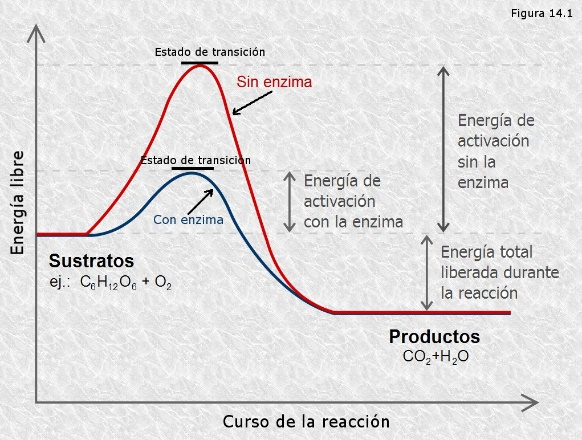 Figura 14.1
Estado de transición
Sin enzima
Energía de
activación
sin la
enzima
Estado de transición
Energía de
activación
con la enzima
Con enzima
Energía libre
Sustratos
ej.: C₆H₁₂O₆ + O₂
Energía total
liberada durante
la reacción
Productos
CO₂+H₂O
Curso de la reacción